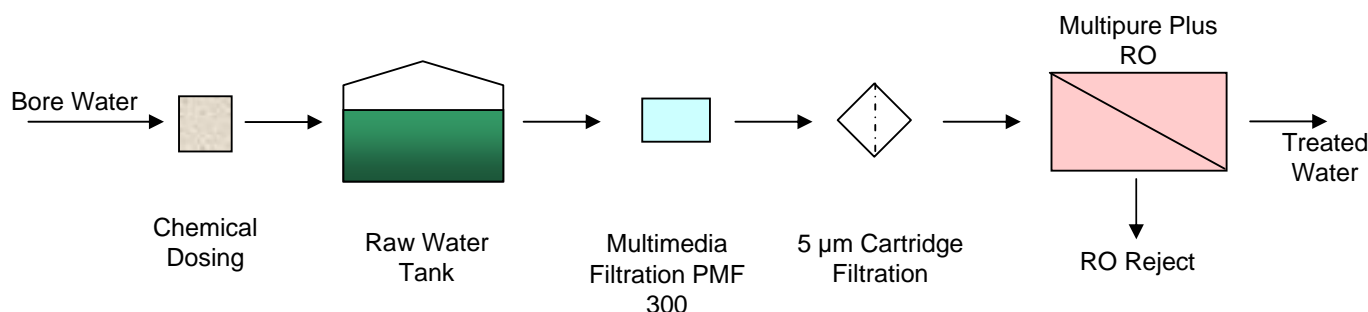 Multipure Plus
RO
Bore Water
Treated
Water
Chemical
Dosing
Raw Water
Tank
Multimedia
Filtration PMF
300
5 µm Cartridge
Filtration
RO Reject